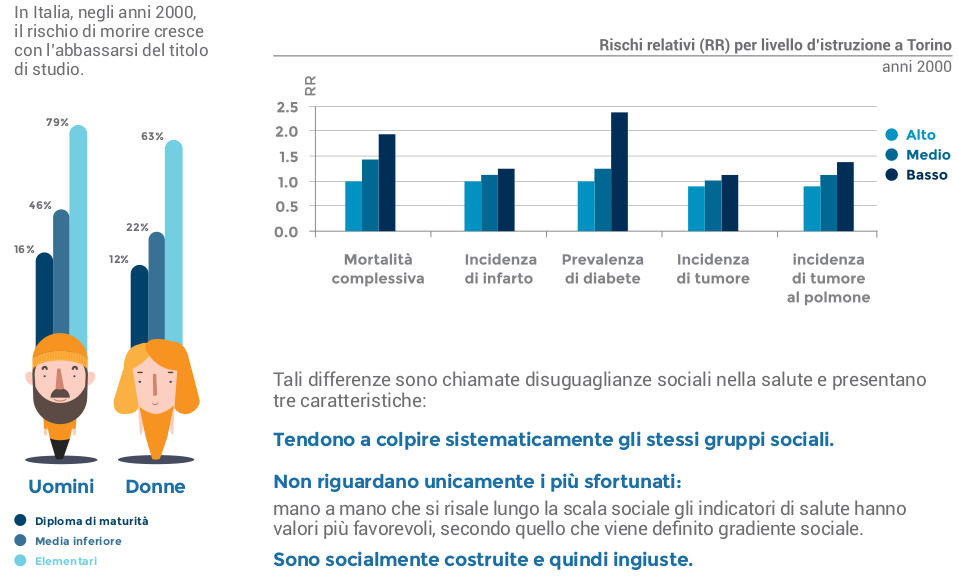 In Italia, negli anni 2000,
il rischio di morire cresce
con l'abbassarsi del titolo
di studio.
79%
63%
46%
22%
16%
12%
Uomini
Donne
Diploma di maturità
Media inferiore
Elementari
Rischi relativi (RR) per livello d'istruzione a Torino
anni 2000
RR
2.5
2.0
1.5
1.0
0.5
0.0
Alto
Medio
Basso
Mortalità
complessiva
Incidenza
di infarto
Prevalenza
di diabete
Incidenza
di tumore
incidenza
di tumore
al polmone
Tali differenze sono chiamate disuguaglianze sociali nella salute e presentano
tre caratteristiche:
Tendono a colpire sistematicamente gli stessi gruppi sociali.
Non riguardano unicamente i più sfortunati:
mano a mano che si risale lungo la scala sociale gli indicatori di salute hanno
valori più favorevoli, secondo quello che viene definito gradiente sociale.
Sono socialmente costruite e quindi ingiuste.